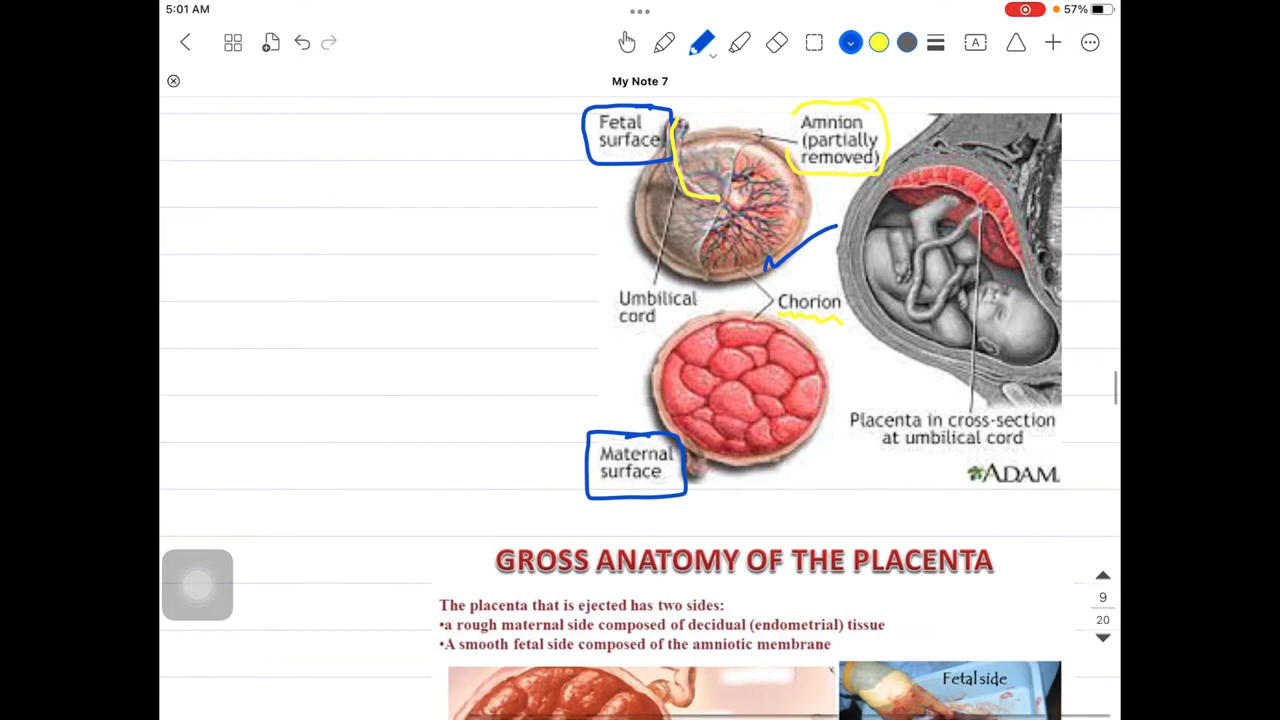 5:01 AM
57%
A
My Note 7
Fetal
surface
Amnion
(partially
removed)
Umbilical
cord
Chorion
Placenta in cross-section
at umbilical cord
Maternal
surface
ADAM.
GROSS ANATOMY OF THE PLACENTA
9
20
The placenta that is ejected has two sides:
•a rough maternal side composed of decidual (endometrial) tissue
•A smooth fetal side composed of the amniotic membrane
Fetal side